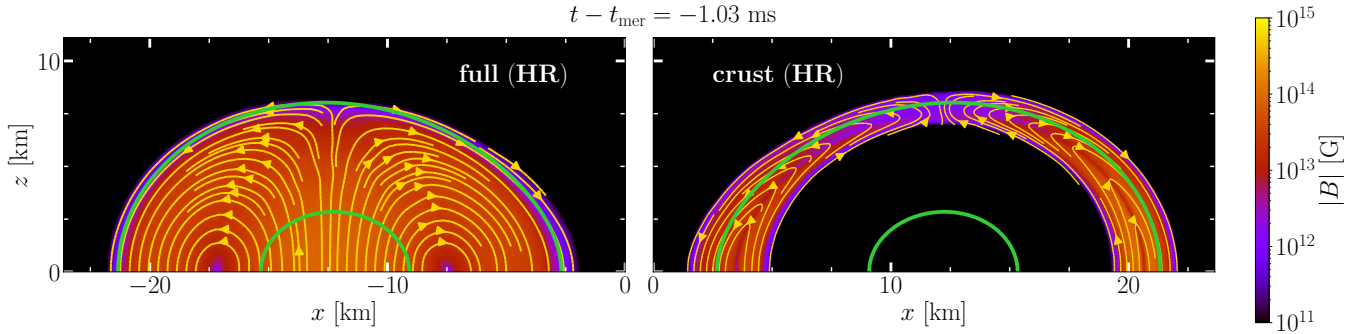 t − t_mer = −1.03 ms
full (HR)
crust (HR)
10
0
z [km]
−20
−10
0
x [km]
0
10
20
x [km]
10^15
10^14
10^13
10^12
10^11
|B| [G]